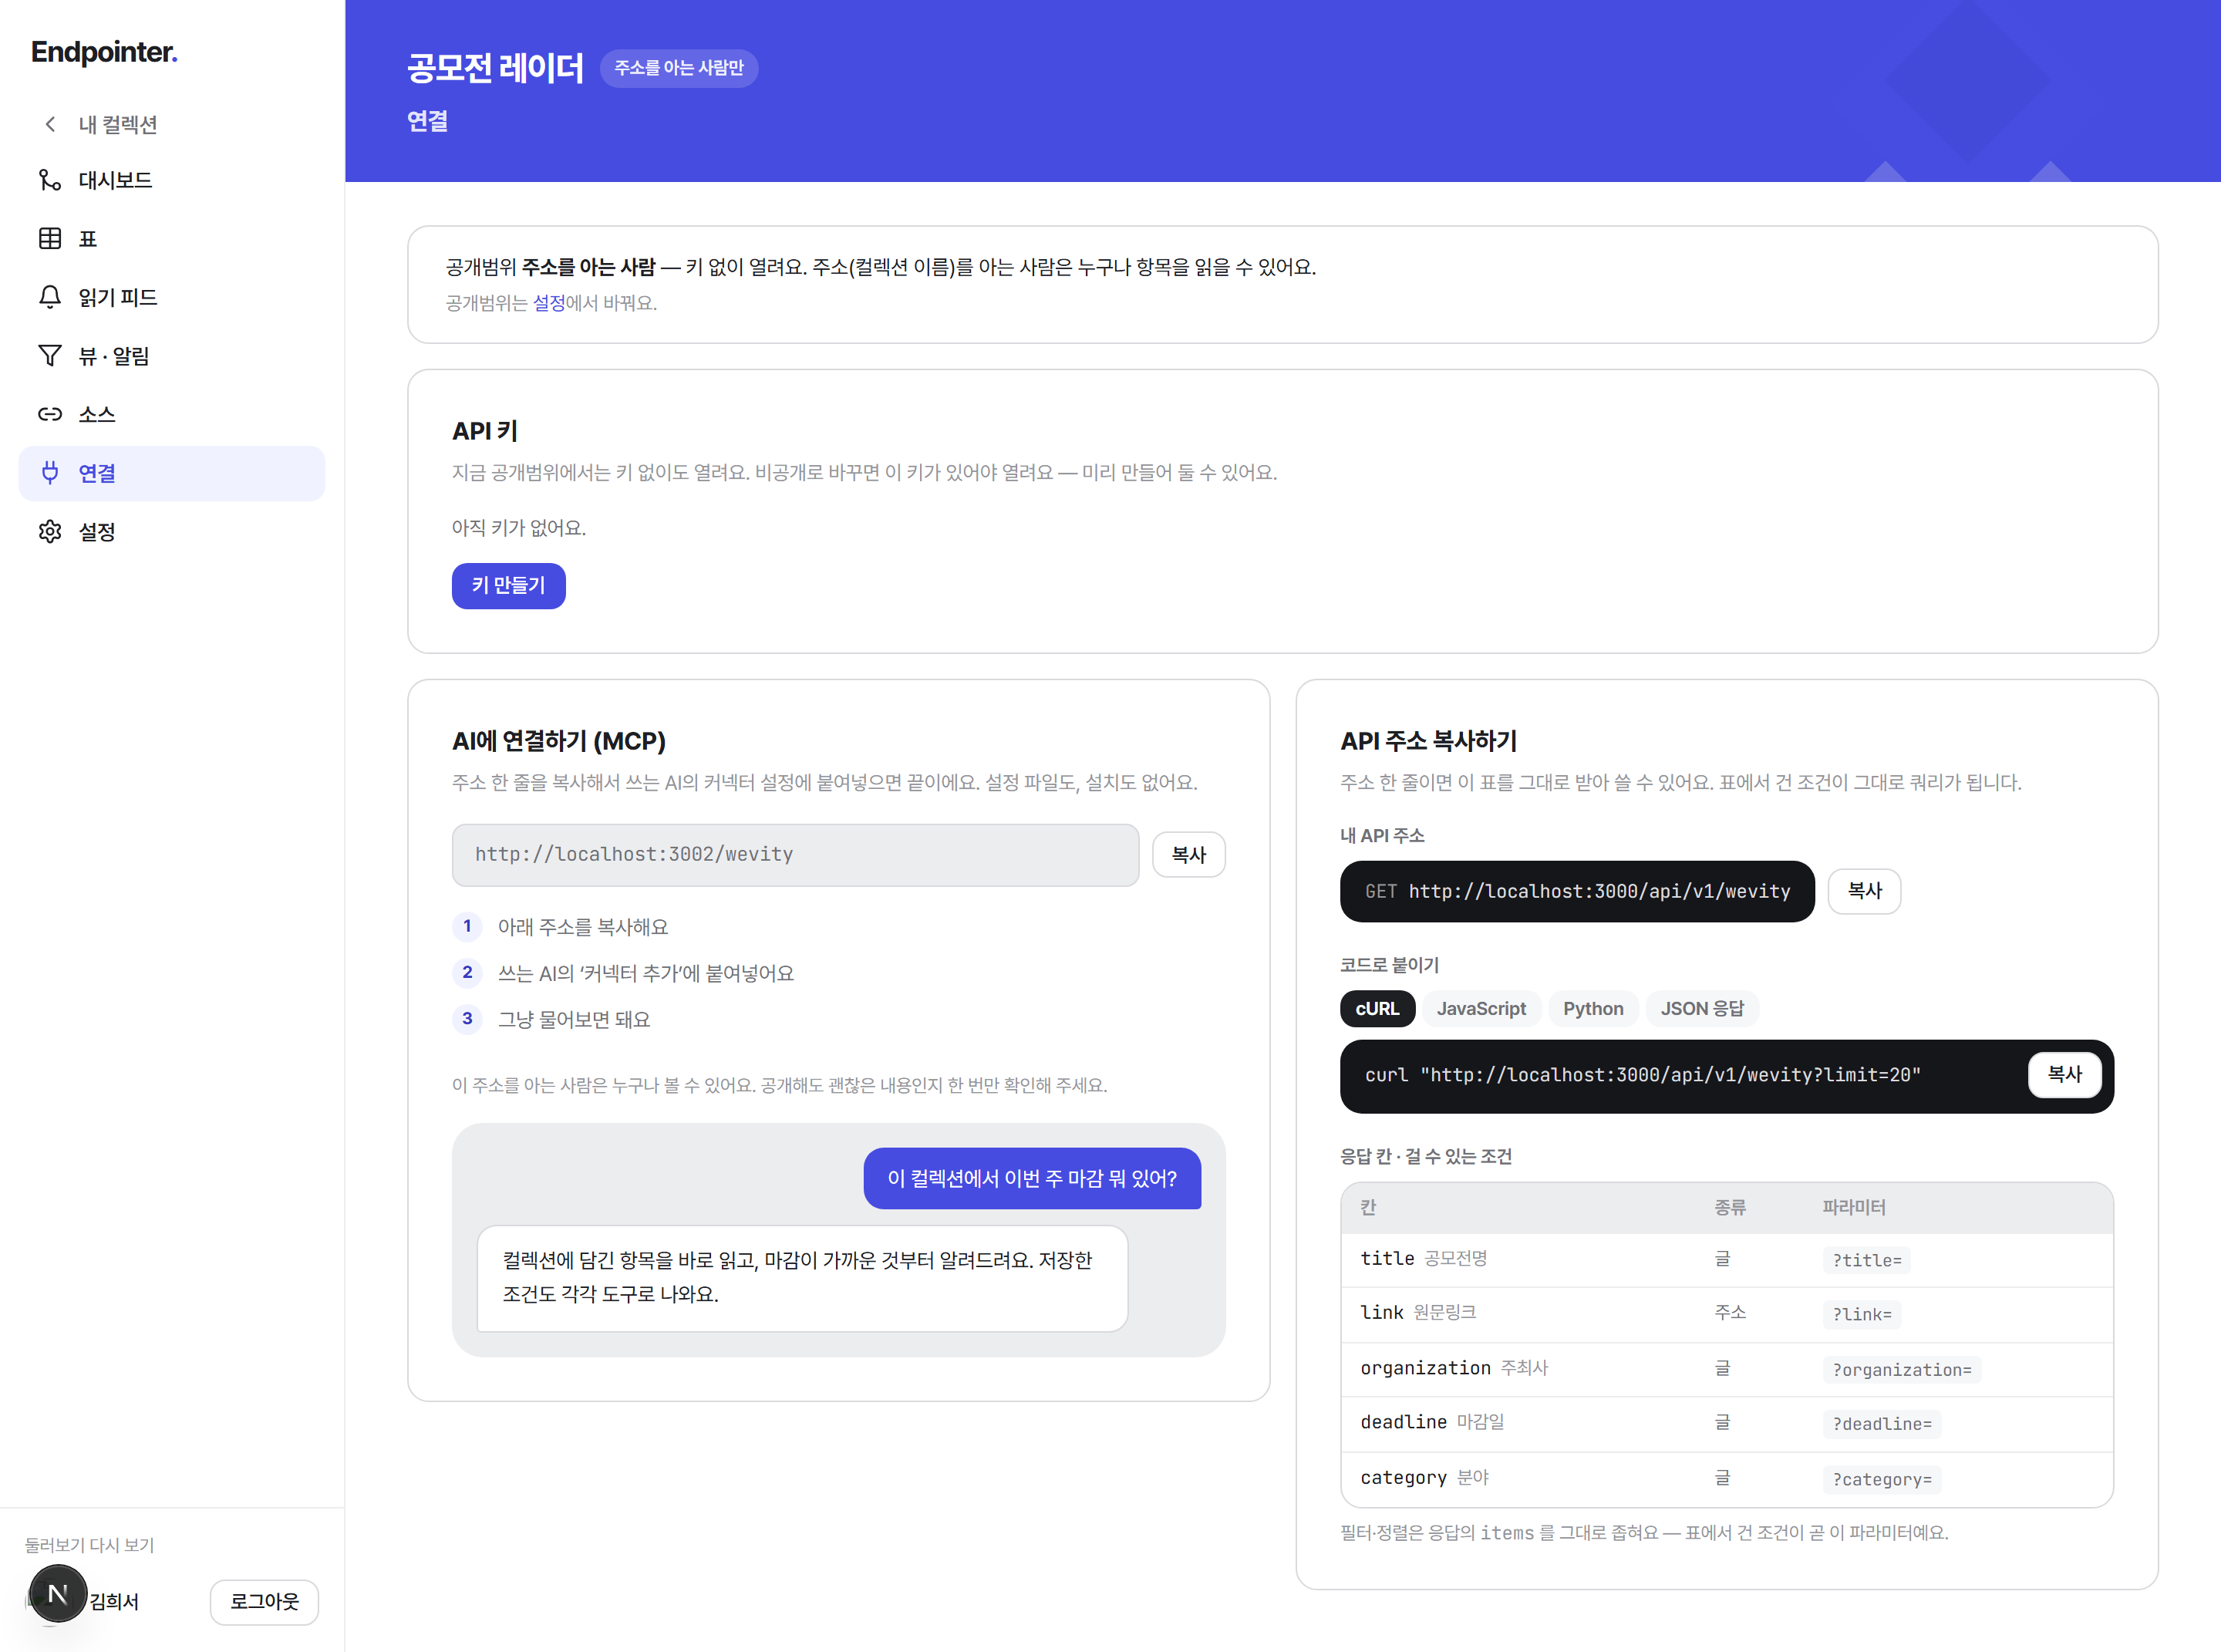 Endpointer.
내 컬렉션
대시보드
표
읽기 피드
뷰 · 알림
소스
연결
설정
둘러보기 다시 보기
N
김희서
로그아웃
공모전 레이더
주소를 아는 사람만
연결
공개범위 주소를 아는 사람 — 키 없이 열려요. 주소(컬렉션 이름)를 아는 사람은 누구나 항목을 읽을 수 있어요.
공개범위는 설정에서 바꿔요.
API 키
지금 공개범위에서는 키 없이도 열려요. 비공개로 바꾸면 이 키가 있어야 열려요 — 미리 만들어 둘 수 있어요.
아직 키가 없어요.
키 만들기
AI에 연결하기 (MCP)
주소 한 줄을 복사해서 쓰는 AI의 커넥터 설정에 붙여넣으면 끝이에요. 설정 파일도, 설치도 없어요.
http://localhost:3002/wevity
복사
1 아래 주소를 복사해요
2 쓰는 AI의 ‘커넥터 추가’에 붙여넣어요
3 그냥 물어보면 돼요
이 주소를 아는 사람은 누구나 볼 수 있어요. 공개해도 괜찮은 내용인지 한 번만 확인해 주세요.
이 컬렉션에서 이번 주 마감 뭐 있어?
컬렉션에 담긴 항목을 바로 읽고, 마감이 가까운 것부터 알려드려요. 저장한
조건도 각각 도구로 나와요.
API 주소 복사하기
주소 한 줄이면 이 표를 그대로 받아 쓸 수 있어요. 표에서 건 조건이 그대로 쿼리가 됩니다.
내 API 주소
GET http://localhost:3000/api/v1/wevity
복사
코드로 붙이기
cURL JavaScript Python JSON 응답
curl "http://localhost:3000/api/v1/wevity?limit=20"
복사
응답 칸 · 걸 수 있는 조건
칸 종류 파라미터
title 공모전명 글 ?title=
link 원문링크 주소 ?link=
organization 주최사 글 ?organization=
deadline 마감일 글 ?deadline=
category 분야 글 ?category=
필터·정렬은 응답의 items 를 그대로 좁혀요 — 표에서 건 조건이 곧 이 파라미터예요.